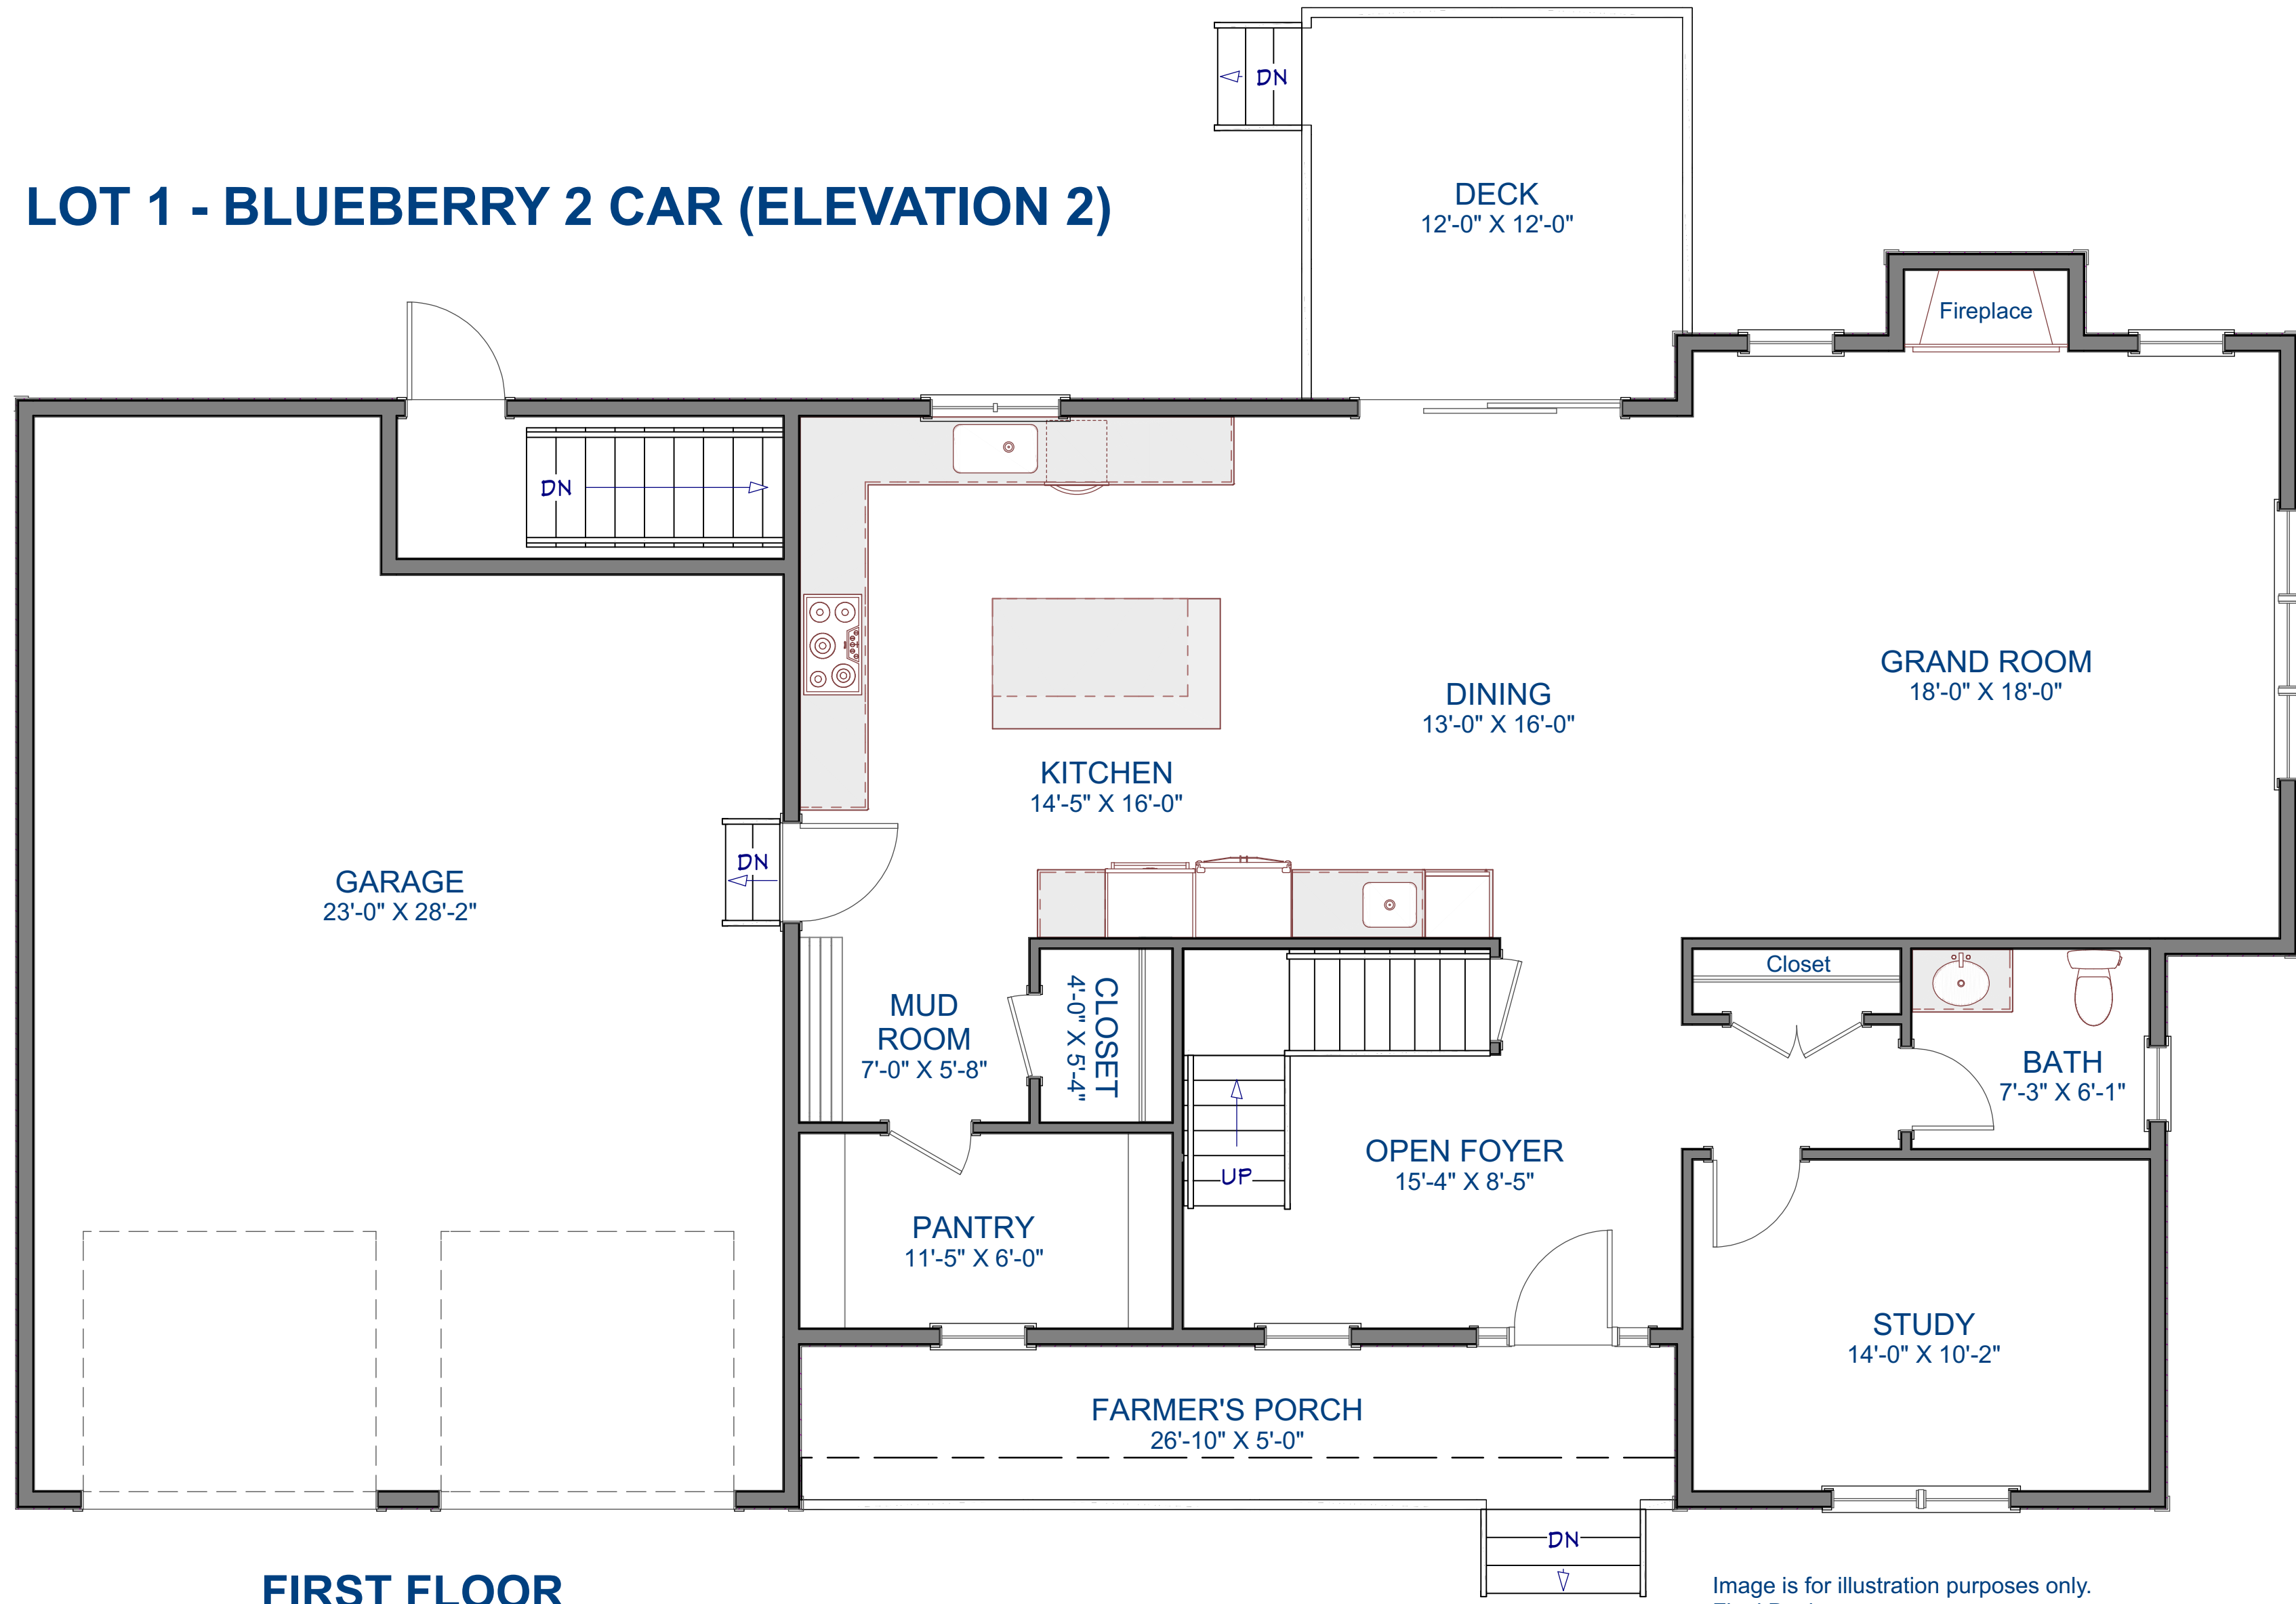 DN
DECK
12'-0" X 12'-0"
LOT 1 - BLUEBERRY 2 CAR (ELEVATION 2)
Fireplace
DN
GRAND ROOM
18'-0" X 18'-0"
DINING
13'-0" X 16'-0"
KITCHEN
14'-5" X 16'-0"
DN
GARAGE
23'-0" X 28'-2"
Closet
MUD
ROOM
7'-0" X 5'-8"
CLOSET
4'-0" X 5'-4"
BATH
7'-3" X 6'-1"
UP
OPEN FOYER
15'-4" X 8'-5"
PANTRY
11'-5" X 6'-0"
STUDY
14'-0" X 10'-2"
FARMER'S PORCH
26'-10" X 5'-0"
DN
FIRST FLOOR
Image is for illustration purposes only.